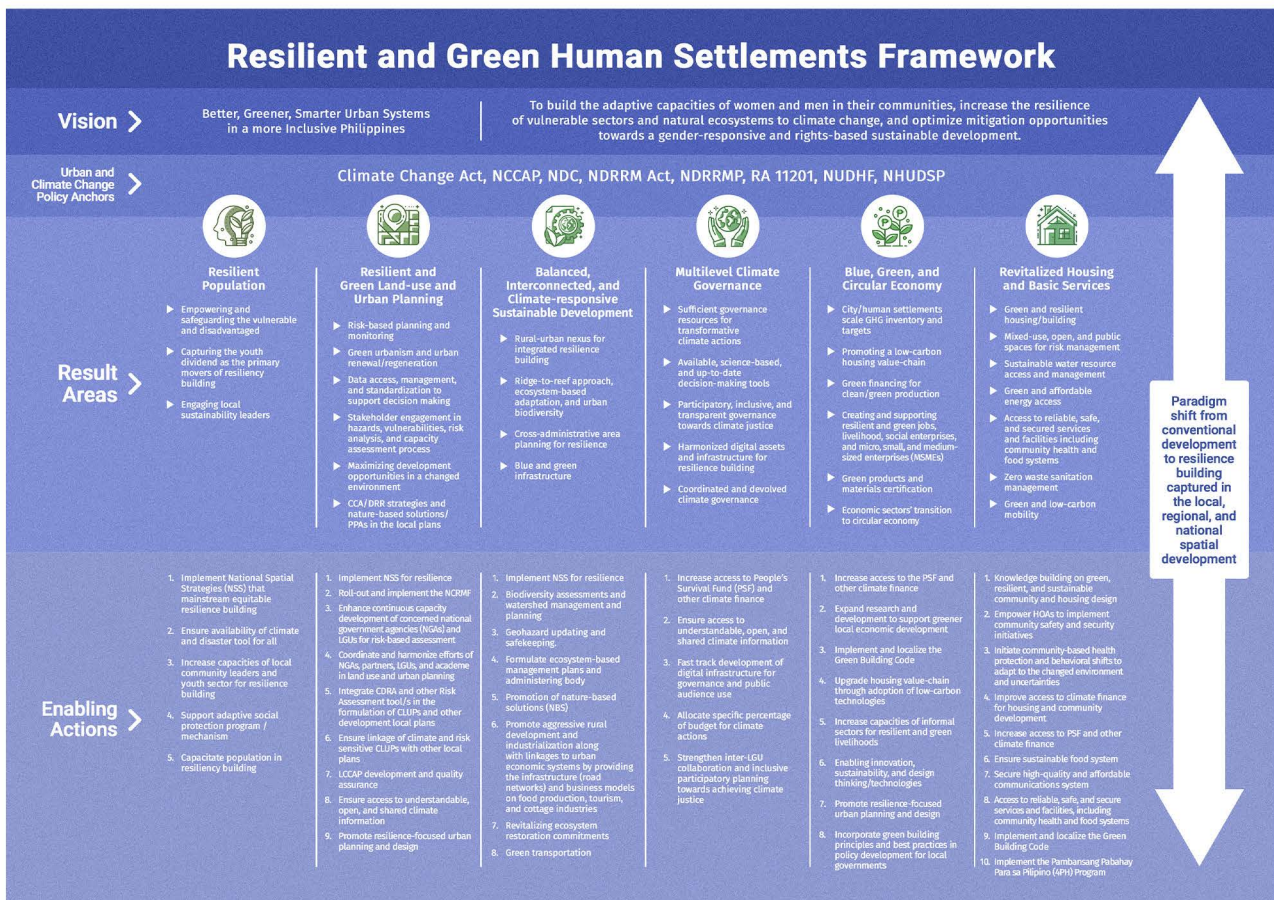 Resilient and Green Human Settlements Framework
Vision
Better, Greener, Smarter Urban Systems
in a more Inclusive Philippines
To build the adaptive capacities of women and men in their communities, increase the resilience
of vulnerable sectors and natural ecosystems to climate change, and optimize mitigation opportunities
towards a gender-responsive and rights-based sustainable development.
Urban and
Climate Change
Policy Anchors
Climate Change Act, NCCAP, NDC, NDRRM Act, NDRRMP, RA 11201, NUDHF, NHUDSP
Result
Areas
Resilient
Population
Empowering and
safeguarding the vulnerable
and disadvantaged
Capturing the youth
dividend as the primary
movers of resiliency
building
Engaging local
sustainability leaders
Resilient and
Green Land-use and
Urban Planning
Risk-based planning and
monitoring
Green urbanism and urban
renewal/regeneration
Data access, management,
and standardization to
support decision making
Stakeholder engagement in
hazards, vulnerabilities, risk
analysis, and capacity
assessment process
Maximizing development
opportunities in a changed
environment
CCA/DRR strategies and
nature-based solutions/
PPAs in the local plans
Balanced,
Interconnected, and
Climate-responsive
Sustainable Development
Rural-urban nexus for
integrated resilience
building
Ridge-to-reef approach,
ecosystem-based
adaptation, and urban
biodiversity
Cross-administrative area
planning for resilience
Blue and green
infrastructure
Multilevel Climate
Governance
Sufficient governance
resources for
transformative
climate actions
Available, science-based,
and up-to-date
decision-making tools
Participatory, inclusive, and
transparent governance
towards climate justice
Harmonized digital assets
and infrastructure for
resilience building
Coordinated and devolved
climate governance
Blue, Green, and
Circular Economy
City/human settlements
scale GHG inventory and
targets
Promoting a low-carbon
housing value-chain
Green financing for
clean/green production
Creating and supporting
resilient and green jobs,
livelihood, social enterprises,
and micro, small, and medium-
sized enterprises (MSMEs)
Green products and
materials certification
Economic sectors' transition
to circular economy
Revitalized Housing
and Basic Services
Green and resilient
housing/building
Mixed-use, open, and public
spaces for risk management
Sustainable water resource
access and management
Green and affordable
energy access
Access to reliable, safe,
and secured services
and facilities including
community health and
food systems
Zero waste sanitation
management
Green and low-carbon
mobility
Paradigm
shift from
conventional
development
to resilience
building
captured in
the local,
regional, and
national
spatial
development
Enabling
Actions
1. Implement National Spatial
Strategies (NSS) that
mainstream equitable
resilience building
2. Ensure availability of climate
and disaster tool for all
3. Increase capacities of local
community leaders and
youth sector for resilience
building
4. Support adaptive social
protection program /
mechanism
5. Capacitate population in
resiliency building
1. Implement NSS for resilience
2. Roll-out and implement the NCRMF
3. Enhance continuous capacity
development of concerned national
government agencies (NGAs) and
LGUs for risk-based assessment
4. Coordinate and harmonize efforts of
NGAs, partners, LGUs, and academe
in land use and urban planning
5. Integrate CDRA and other Risk
Assessment tool/s in the
formulation of CLUPs and other
development local plans
6. Ensure linkage of climate and risk
sensitive CLUPs with other local
plans
7. LCCAP development and quality
assurance
8. Ensure access to understandable,
open, and shared climate
information
9. Promote resilience-focused urban
planning and design
1. Implement NSS for resilience
2. Biodiversity assessments and
watershed management and
planning
3. Geohazard updating and
safekeeping.
4. Formulate ecosystem-based
management plans and
administering body
5. Promotion of nature-based
solutions (NBS)
6. Promote aggressive rural
development and
industrialization along
with linkages to urban
economic systems by providing
the infrastructure (road
networks) and business models
on food production, tourism,
and cottage industries
7. Revitalizing ecosystem
restoration commitments
8. Green transportation
1. Increase access to People's
Survival Fund (PSF) and
other climate finance
2. Ensure access to
understandable, open, and
shared climate information
3. Fast track development of
digital infrastructure for
governance and public
audience use
4. Allocate specific percentage
of budget for climate
actions
5. Strengthen inter-LGU
collaboration and inclusive
participatory planning
towards achieving climate
justice
1. Increase access to the PSF and
other climate finance
2. Expand research and
development to support greener
local economic development
3. Implement and localize the
Green Building Code
4. Upgrade housing value-chain
through adoption of low-carbon
technologies
5. Increase capacities of informal
sectors for resilient and green
livelihoods
6. Enabling innovation,
sustainability, and design
thinking/technologies
7. Promote resilience-focused
urban planning and design
8. Incorporate green building
principles and best practices in
policy development for local
governments
1. Knowledge building on green,
resilient, and sustainable
community and housing design
2. Empower HOAs to implement
community safety and security
initiatives
3. Initiate community-based health
protection and behavioral shifts to
adapt to the changed environment
and uncertainties
4. Improve access to climate finance
for housing and community
development
5. Increase access to PSF and other
climate finance
6. Ensure sustainable food system
7. Secure high-quality and affordable
communications system
8. Access to reliable, safe, and secure
services and facilities, including
community health and food systems
9. Implement and localize the Green
Building Code
10. Implement the Pambansang Pabahay
Para sa Pilipino (4PH) Program